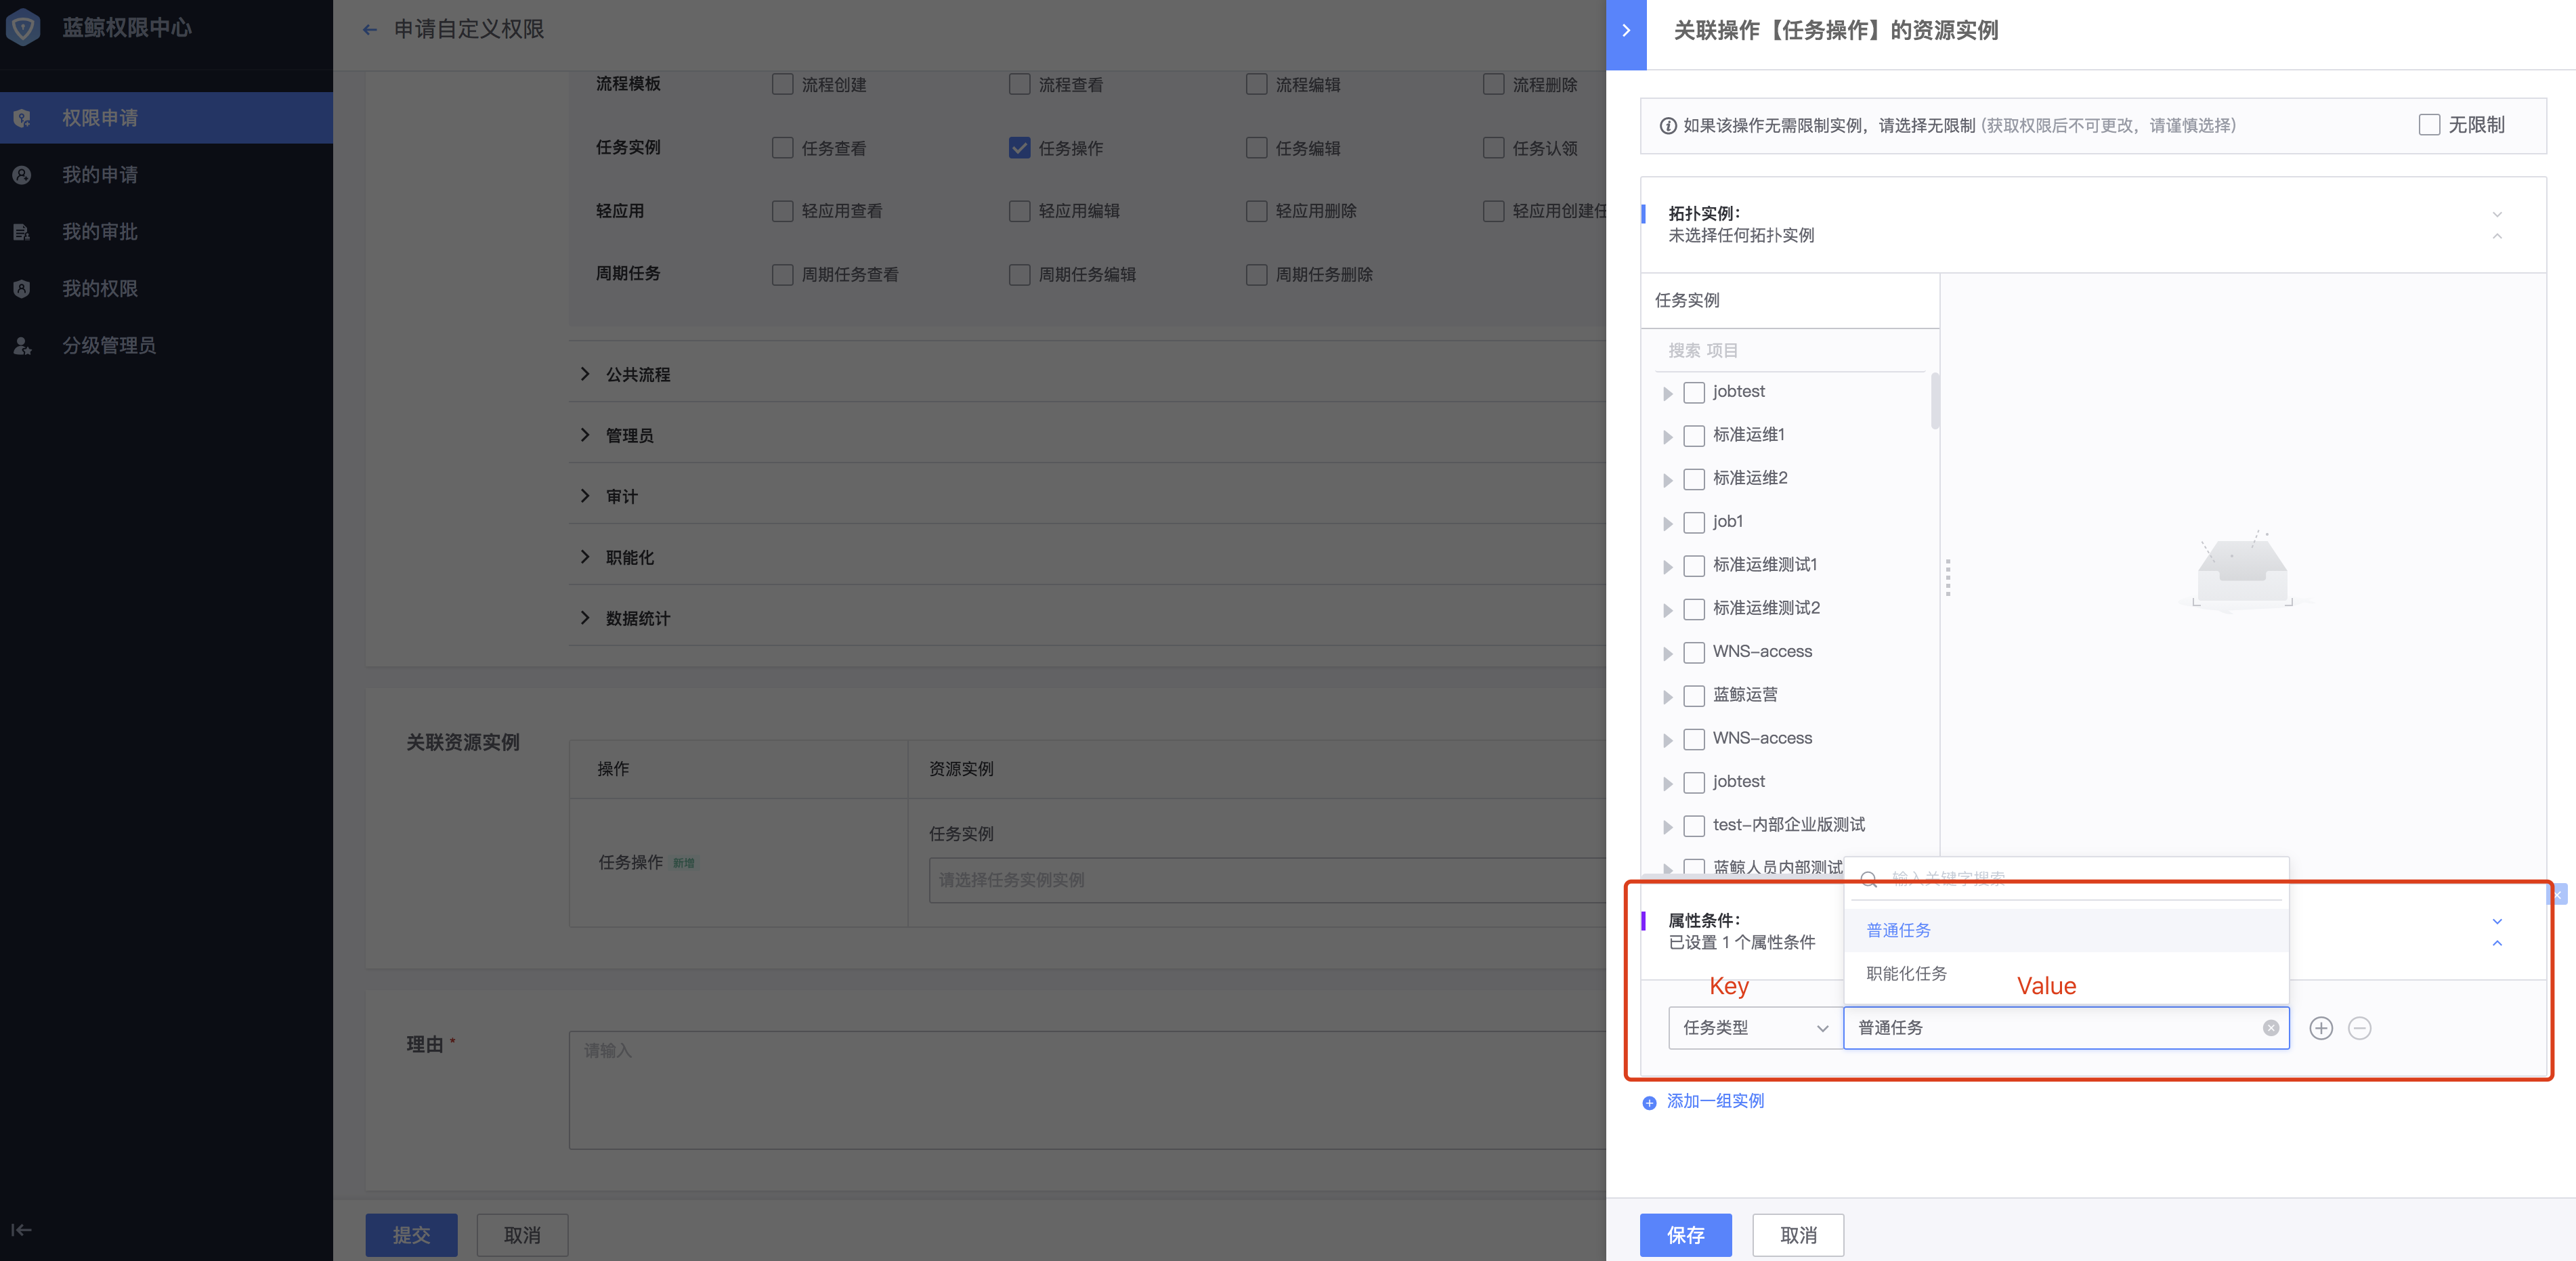 蓝鲸权限中心
权限申请
我的申请
我的审批
我的权限
分级管理员
申请自定义权限
流程模板 流程创建 流程查看 流程编辑 流程删除
任务实例 任务查看 任务操作 任务编辑 任务认领
轻应用 轻应用查看 轻应用编辑 轻应用删除 轻应用创建任
周期任务 周期任务查看 周期任务编辑 周期任务删除
公共流程
管理员
审计
职能化
数据统计
关联资源实例
操作 资源实例
任务操作 新增
任务实例
请选择任务实例实例
理由 *
请输入
提交 取消
关联操作【任务操作】的资源实例
如果该操作无需限制实例，请选择无限制 (获取权限后不可更改，请谨慎选择) 无限制
拓扑实例：
未选择任何拓扑实例
任务实例
搜索 项目
jobtest
标准运维1
标准运维2
job1
标准运维测试1
标准运维测试2
WNS-access
蓝鲸运营
WNS-access
jobtest
test-内部企业版测试
蓝鲸人员内部测试
输入关键字搜索
普通任务
职能化任务
属性条件：
已设置 1 个属性条件
Key Value
任务类型 普通任务
添加一组实例
保存 取消